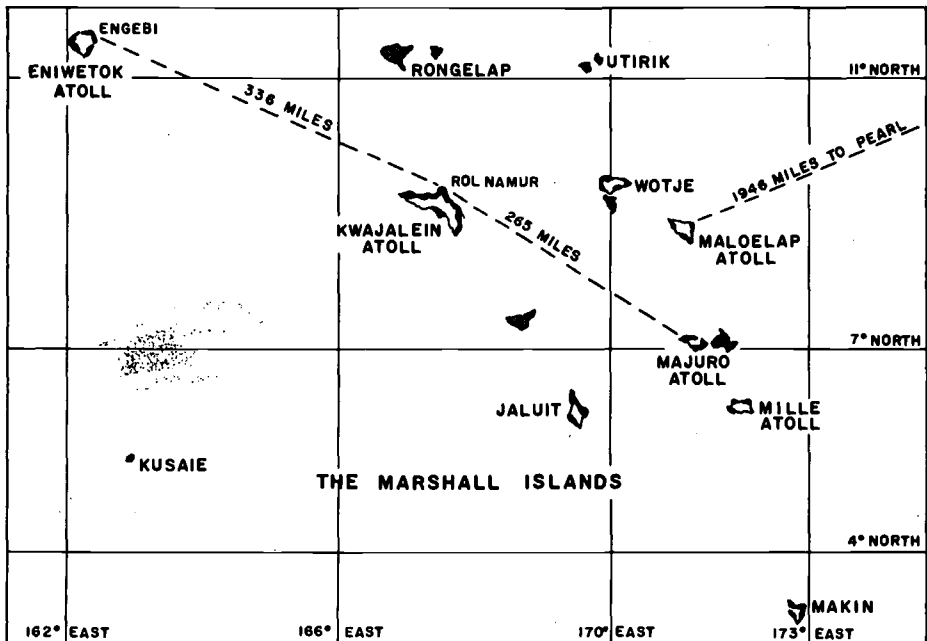 ENGEBI
ENIWETOK
ATOLL
RONGELAP
UTIRIK
11° NORTH
336 MILES
1946 MILES TO PEARL
ROI NAMUR
WOTJE
KWAJALEIN
ATOLL
265 MILES
MALOELAP
ATOLL
7° NORTH
MAJURO
ATOLL
JALUIT
MILLE
ATOLL
KUSAIE
THE MARSHALL ISLANDS
4° NORTH
MAKIN
162° EAST
166° EAST
170° EAST
173° EAST